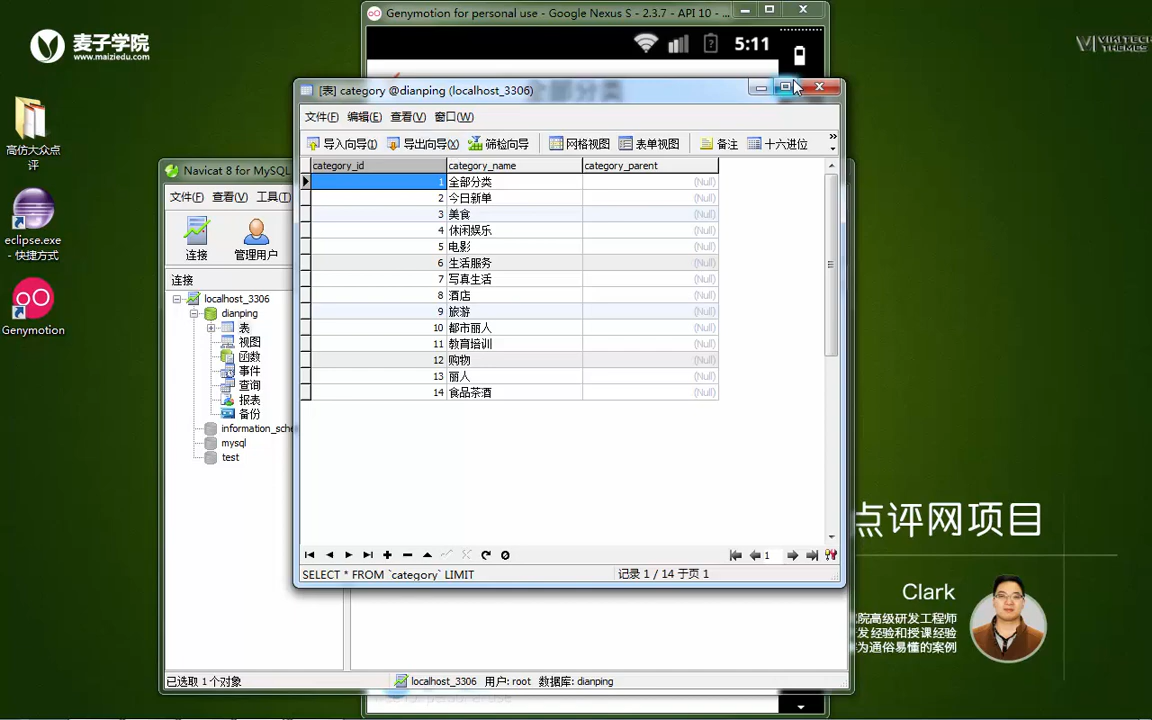 Genymotion for personal use - Google Nexus S - 2.3.7 - API 10 - ...
麦子学院
www.maiziedu.com
5:11
VIKITECH
THEMES
全部分类
[表] category @dianping (localhost_3306)
文件(F) 编辑(E) 查看(V) 窗口(W)
导入向导(I) 导出向导(X) 筛检向导 网格视图 表单视图 备注 十六进位
category_id category_name category_parent
1 全部分类 (Null)
2 今日新单 (Null)
3 美食 (Null)
4 休闲娱乐 (Null)
5 电影 (Null)
6 生活服务 (Null)
7 写真生活 (Null)
8 酒店 (Null)
9 旅游 (Null)
10 都市丽人 (Null)
11 教育培训 (Null)
12 购物 (Null)
13 丽人 (Null)
14 食品茶酒 (Null)
1
SELECT * FROM `category` LIMIT 记录 1 / 14 于页 1
高仿大众点
评
eclipse.exe
- 快捷方式
Genymotion
Navicat 8 for MySQL
文件(F) 查看(V) 工具(T)
连接 管理用户
连接
localhost_3306
dianping
表
视图
函数
事件
查询
报表
备份
information_sche
mysql
test
已选取 1 个对象 localhost_3306 用户: root 数据库: dianping
点评网项目
Clark
院高级研发工程师
发经验和授课经验
为通俗易懂的案例